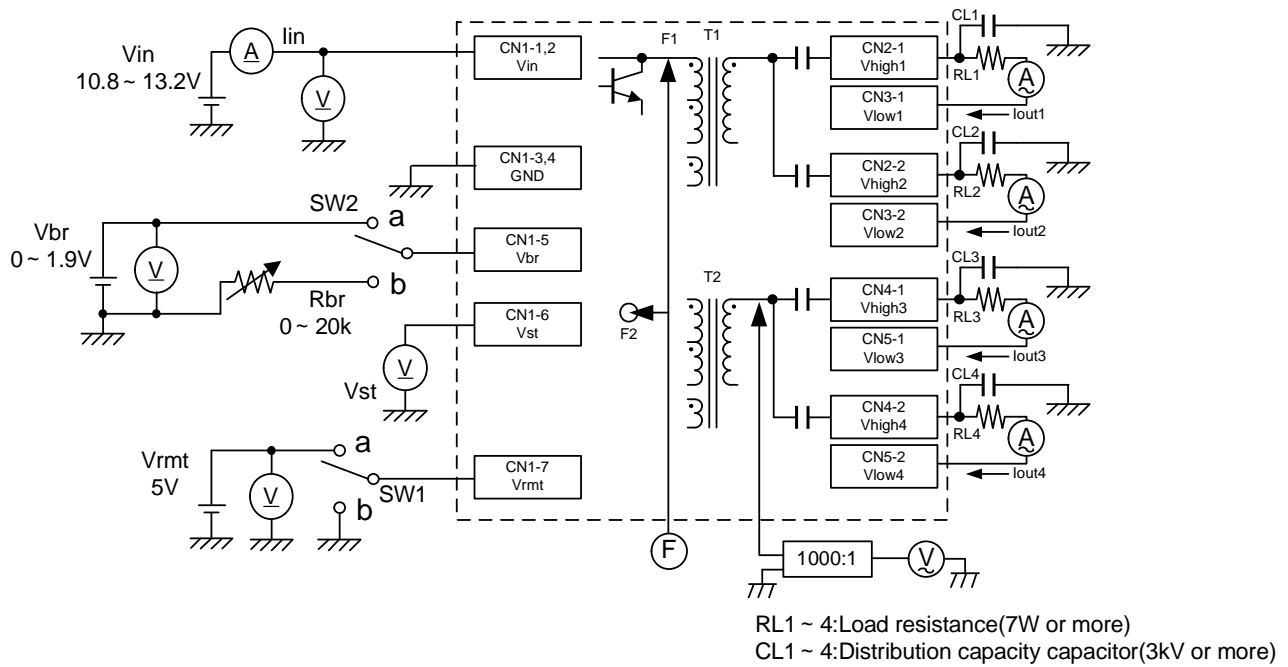 Vin
10.8 ~ 13.2V
A
Iin
V
CN1-1,2
Vin
CN1-3,4
GND
SW2
a
b
Vbr
0 ~ 1.9V
V
Rbr
0 ~ 20k
CN1-5
Vbr
CN1-6
Vst
V
Vst
Vrmt
5V
V
a
b
SW1
CN1-7
Vrmt
F1
T1
F2
T2
F
CN2-1
Vhigh1
CN3-1
Vlow1
CL1
RL1
A
Iout1
CN2-2
Vhigh2
CN3-2
Vlow2
CL2
RL2
A
Iout2
CN4-1
Vhigh3
CN5-1
Vlow3
CL3
RL3
A
Iout3
CN4-2
Vhigh4
CN5-2
Vlow4
CL4
RL4
A
Iout4
1000:1
V
RL1 ~ 4:Load resistance(7W or more)
CL1 ~ 4:Distribution capacity capacitor(3kV or more)